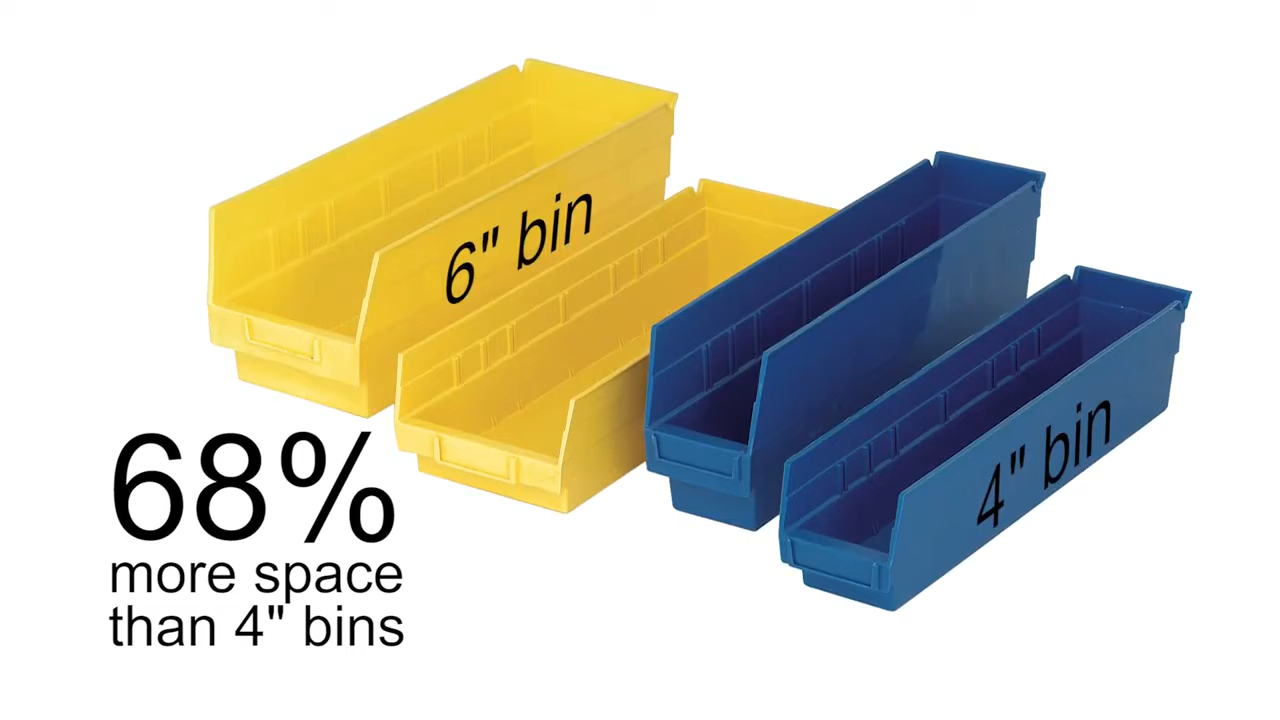 6" bin
4" bin
68%
more space
than 4" bins